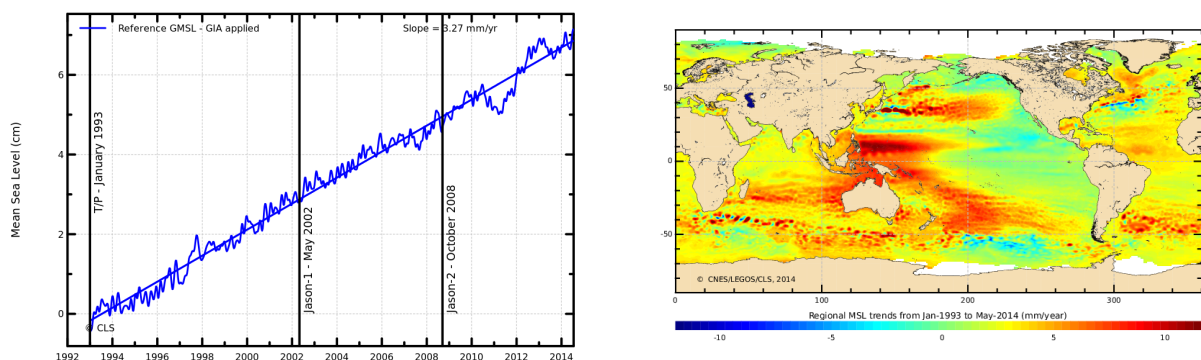 Reference GMSL - GIA applied
Slope = 3.27 mm/yr
Mean Sea Level (cm)
6
4
2
0
T/P - January 1993
Jason-1 - May 2002
Jason-2 - October 2008
© CLS
1992 1994 1996 1998 2000 2002 2004 2006 2008 2010 2012 2014
50
0
-50
© CNES/LEGOS/CLS, 2014
0 100 200 300
Regional MSL trends from Jan-1993 to May-2014 (mm/year)
-10 -5 0 5 10